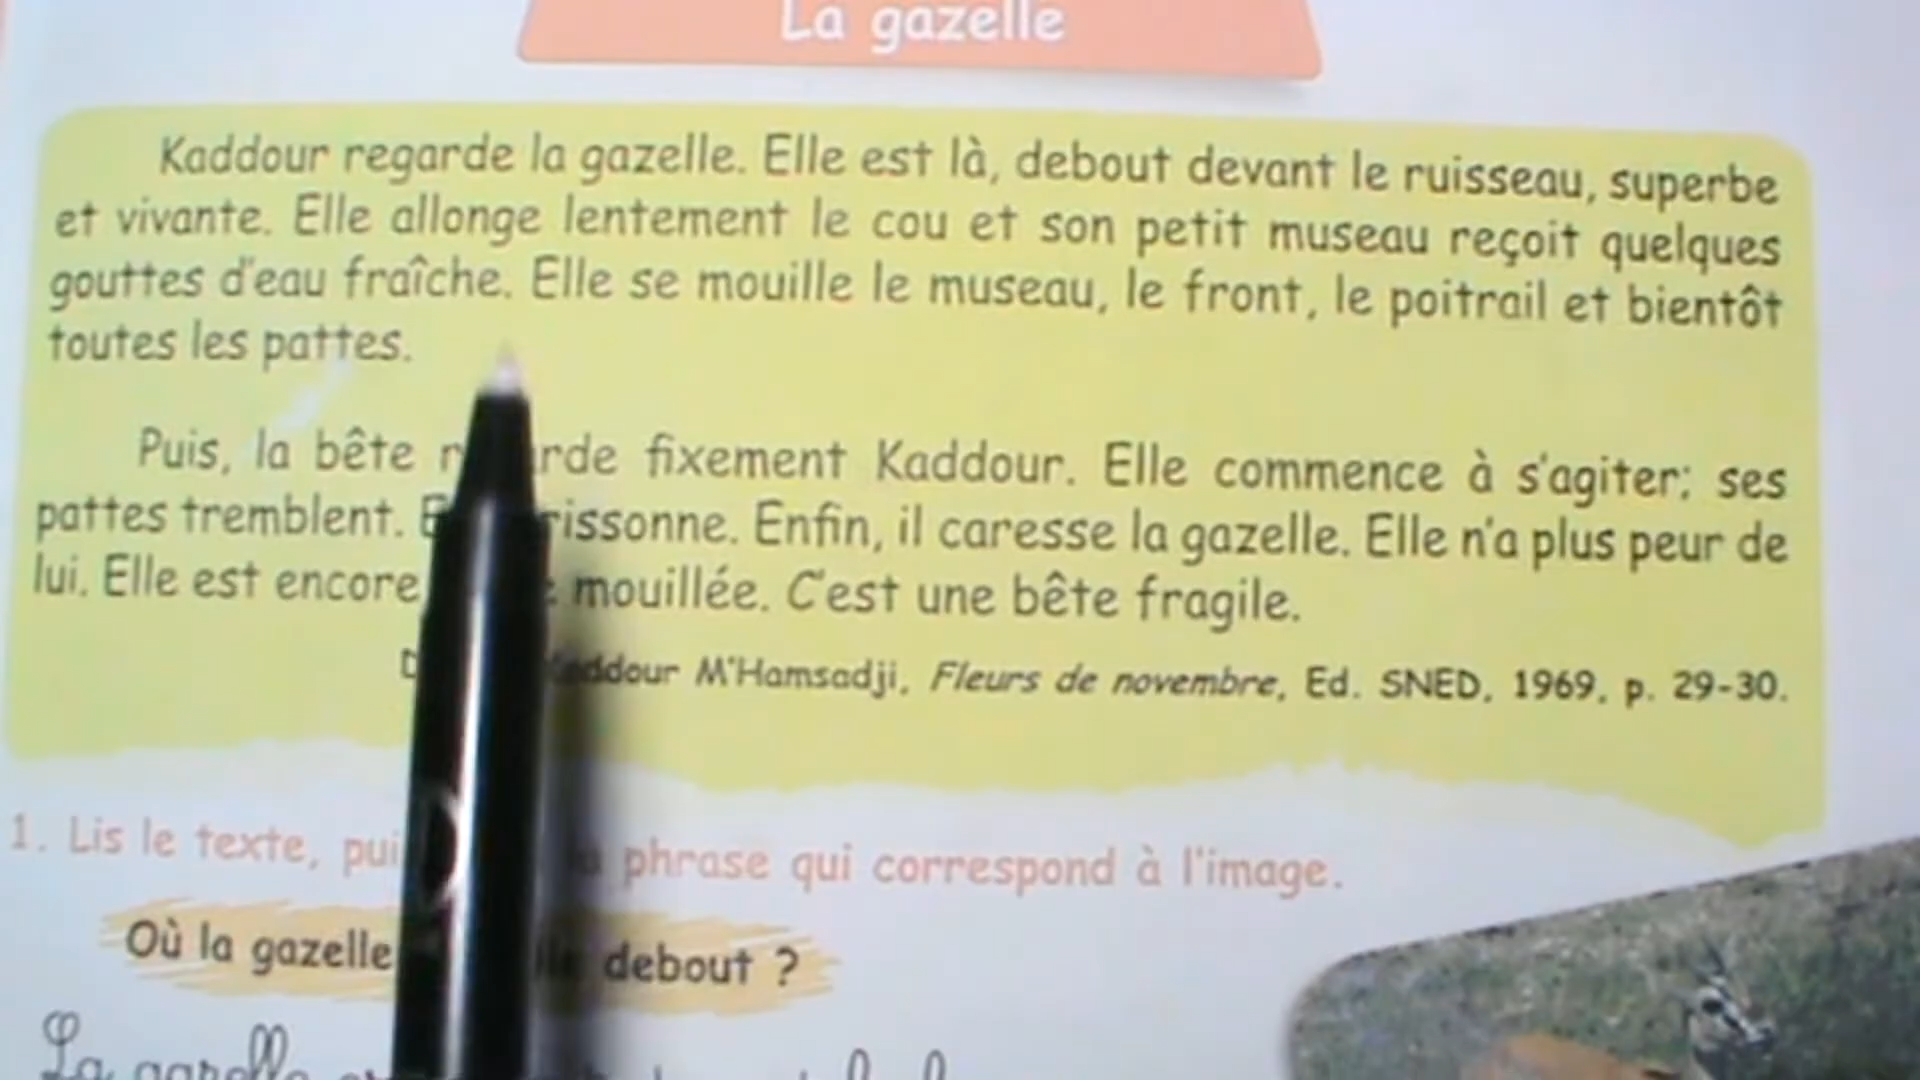 La gazelle
Kaddour regarde la gazelle. Elle est là, debout devant le ruisseau, superbe
et vivante. Elle allonge lentement le cou et son petit museau reçoit quelques
gouttes d'eau fraîche. Elle se mouille le museau, le front, le poitrail et bientôt
toutes les pattes.
Puis, la bête fixement Kaddour. Elle commence à s'agiter; ses
pattes tremblent. Enfin, il caresse la gazelle. Elle n'a plus peur de
lui. Elle est encore mouillée. C'est une bête fragile.
Kaddour M'Hamsadji, Fleurs de novembre, Ed. SNED, 1969, p. 29-30.
1. Lis le texte, phrase qui correspond à l'image.
Où la gazelle debout ?
La gazelle